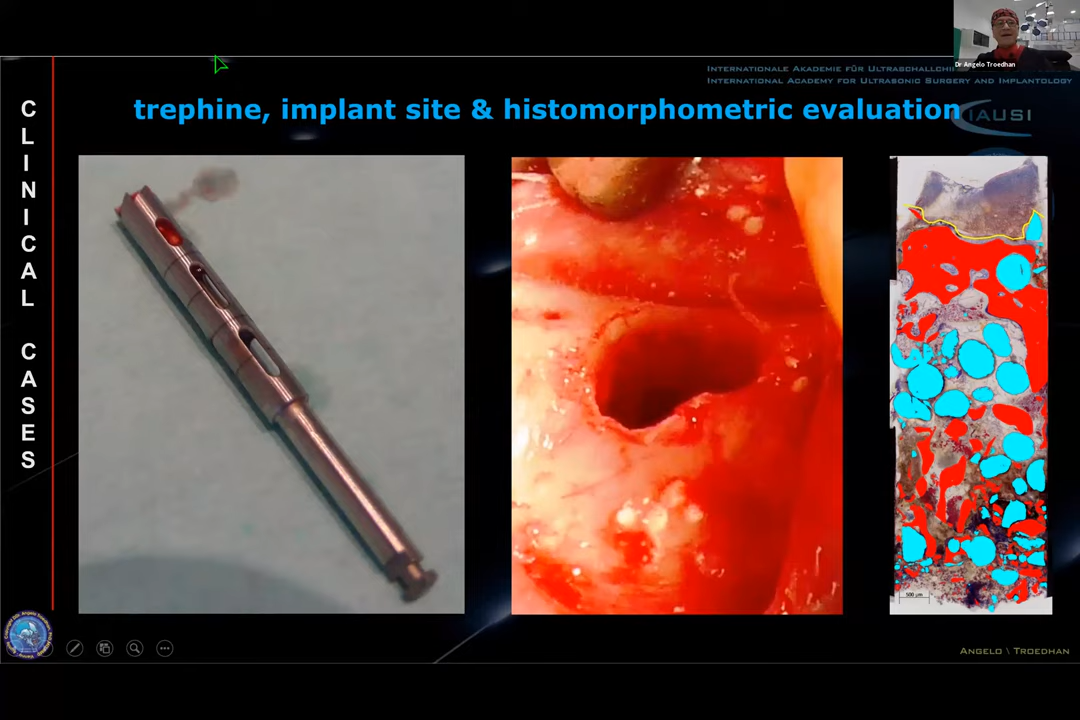 Dr Angelo Troedhan
INTERNATIONALE AKADEMIE FÜR ULTRASCHALLCHI
INTERNATIONAL ACADEMY FOR ULTRASONIC SURGERY AND IMPLANTOLOGY
IAUSI
trephine, implant site & histomorphometric evaluation
CLINICAL CASES
500 µm
ANGELO \ TROEDHAN